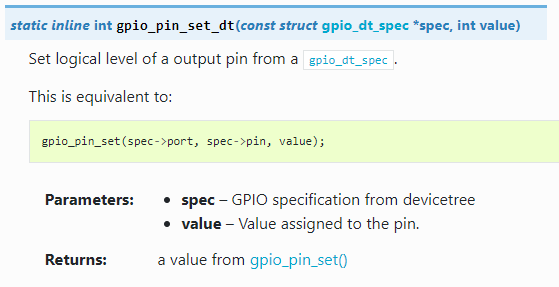 static inline int gpio_pin_set_dt(const struct gpio_dt_spec *spec, int value)
Set logical level of a output pin from a gpio_dt_spec.
This is equivalent to:
gpio_pin_set(spec->port, spec->pin, value);
Parameters: • spec – GPIO specification from devicetree
• value – Value assigned to the pin.
Returns: a value from gpio_pin_set()